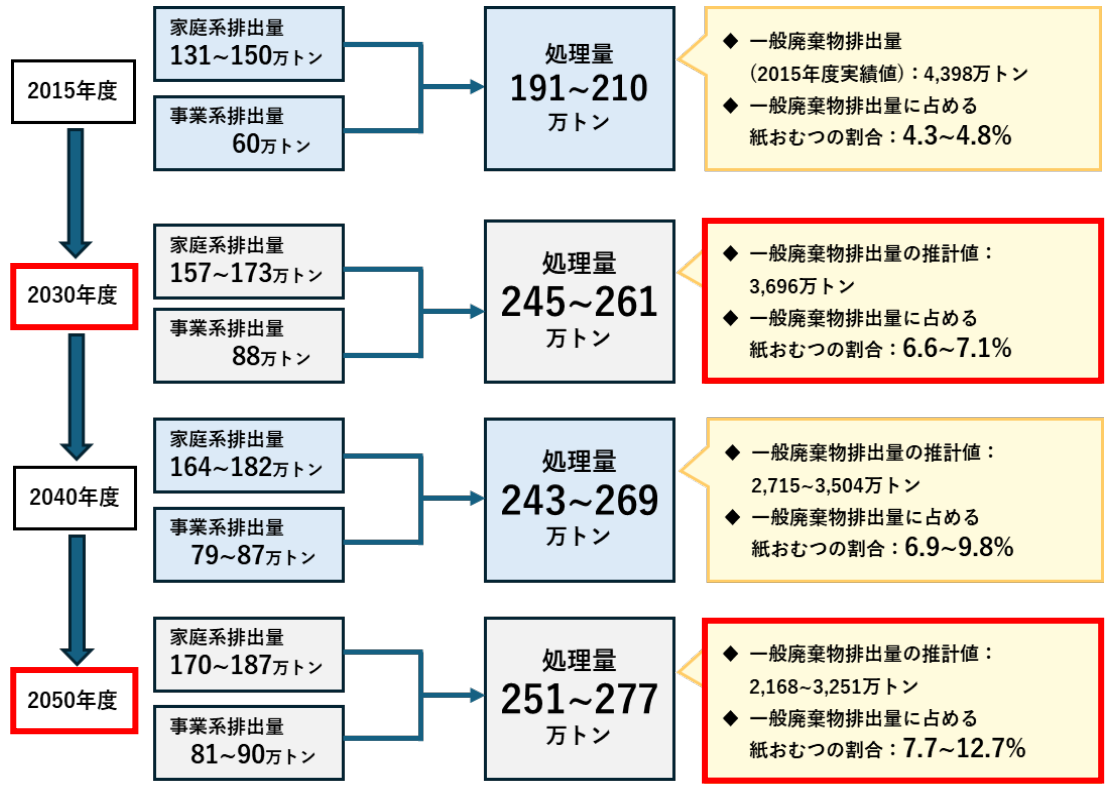 2015年度
家庭系排出量
131~150万トン
事業系排出量
60万トン
処理量
191~210
万トン
◆ 一般廃棄物排出量
(2015年度実績値)：4,398万トン
◆ 一般廃棄物排出量に占める
紙おむつの割合：4.3~4.8%
2030年度
家庭系排出量
157~173万トン
事業系排出量
88万トン
処理量
245~261
万トン
◆ 一般廃棄物排出量の推計値：
3,696万トン
◆ 一般廃棄物排出量に占める
紙おむつの割合：6.6~7.1%
2040年度
家庭系排出量
164~182万トン
事業系排出量
79~87万トン
処理量
243~269
万トン
◆ 一般廃棄物排出量の推計値：
2,715~3,504万トン
◆ 一般廃棄物排出量に占める
紙おむつの割合：6.9~9.8%
2050年度
家庭系排出量
170~187万トン
事業系排出量
81~90万トン
処理量
251~277
万トン
◆ 一般廃棄物排出量の推計値：
2,168~3,251万トン
◆ 一般廃棄物排出量に占める
紙おむつの割合：7.7~12.7%